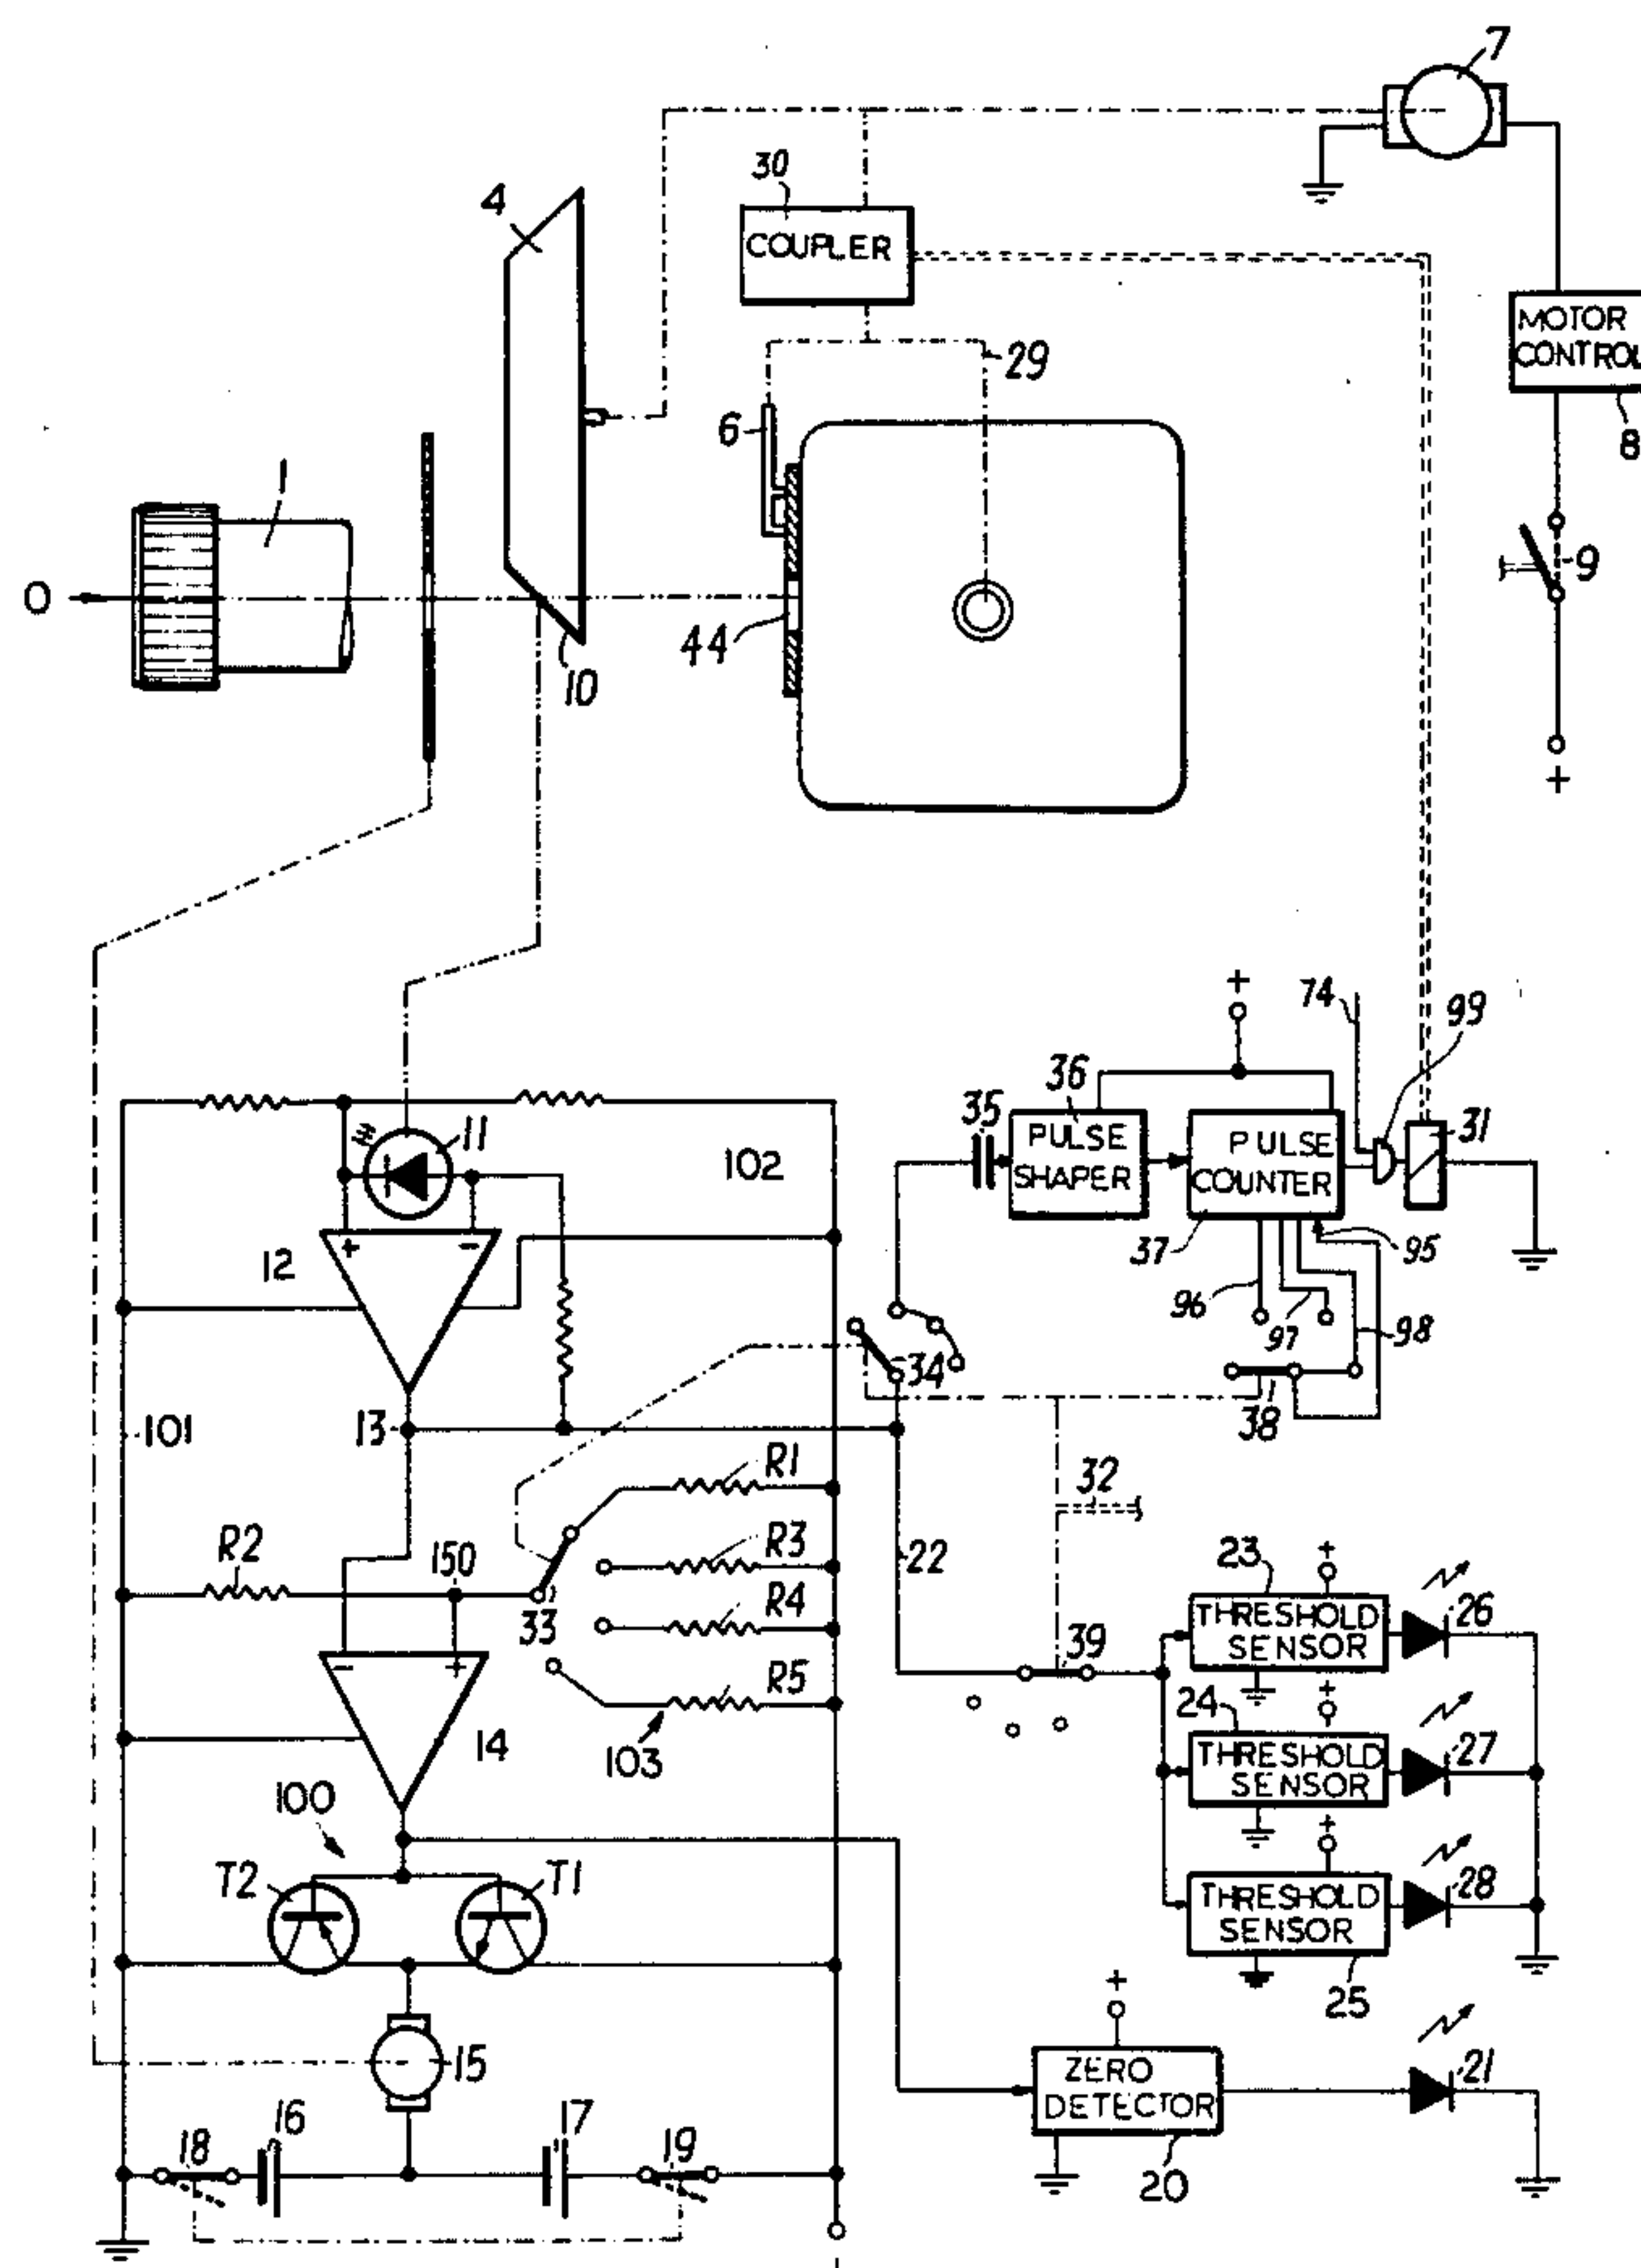 7
30
4
COUPLER
MOTOR
CONTROL
29
8
6
1
9
O
44
10
+
+
74
99
36
35
11
31
PULSE
SHAPER
PULSE
COUNTER
102
+ -
12
37
95
96
97
98
34
38
101
13
R1
32
R2
150
R3
22
23
+
THRESHOLD
SENSOR
26
33
R4
39
- +
R5
24
+
THRESHOLD
SENSOR
27
14
103
100
+
T2
T1
THRESHOLD
SENSOR
28
25
+
15
ZERO
DETECTOR
21
16
17
18
19
20